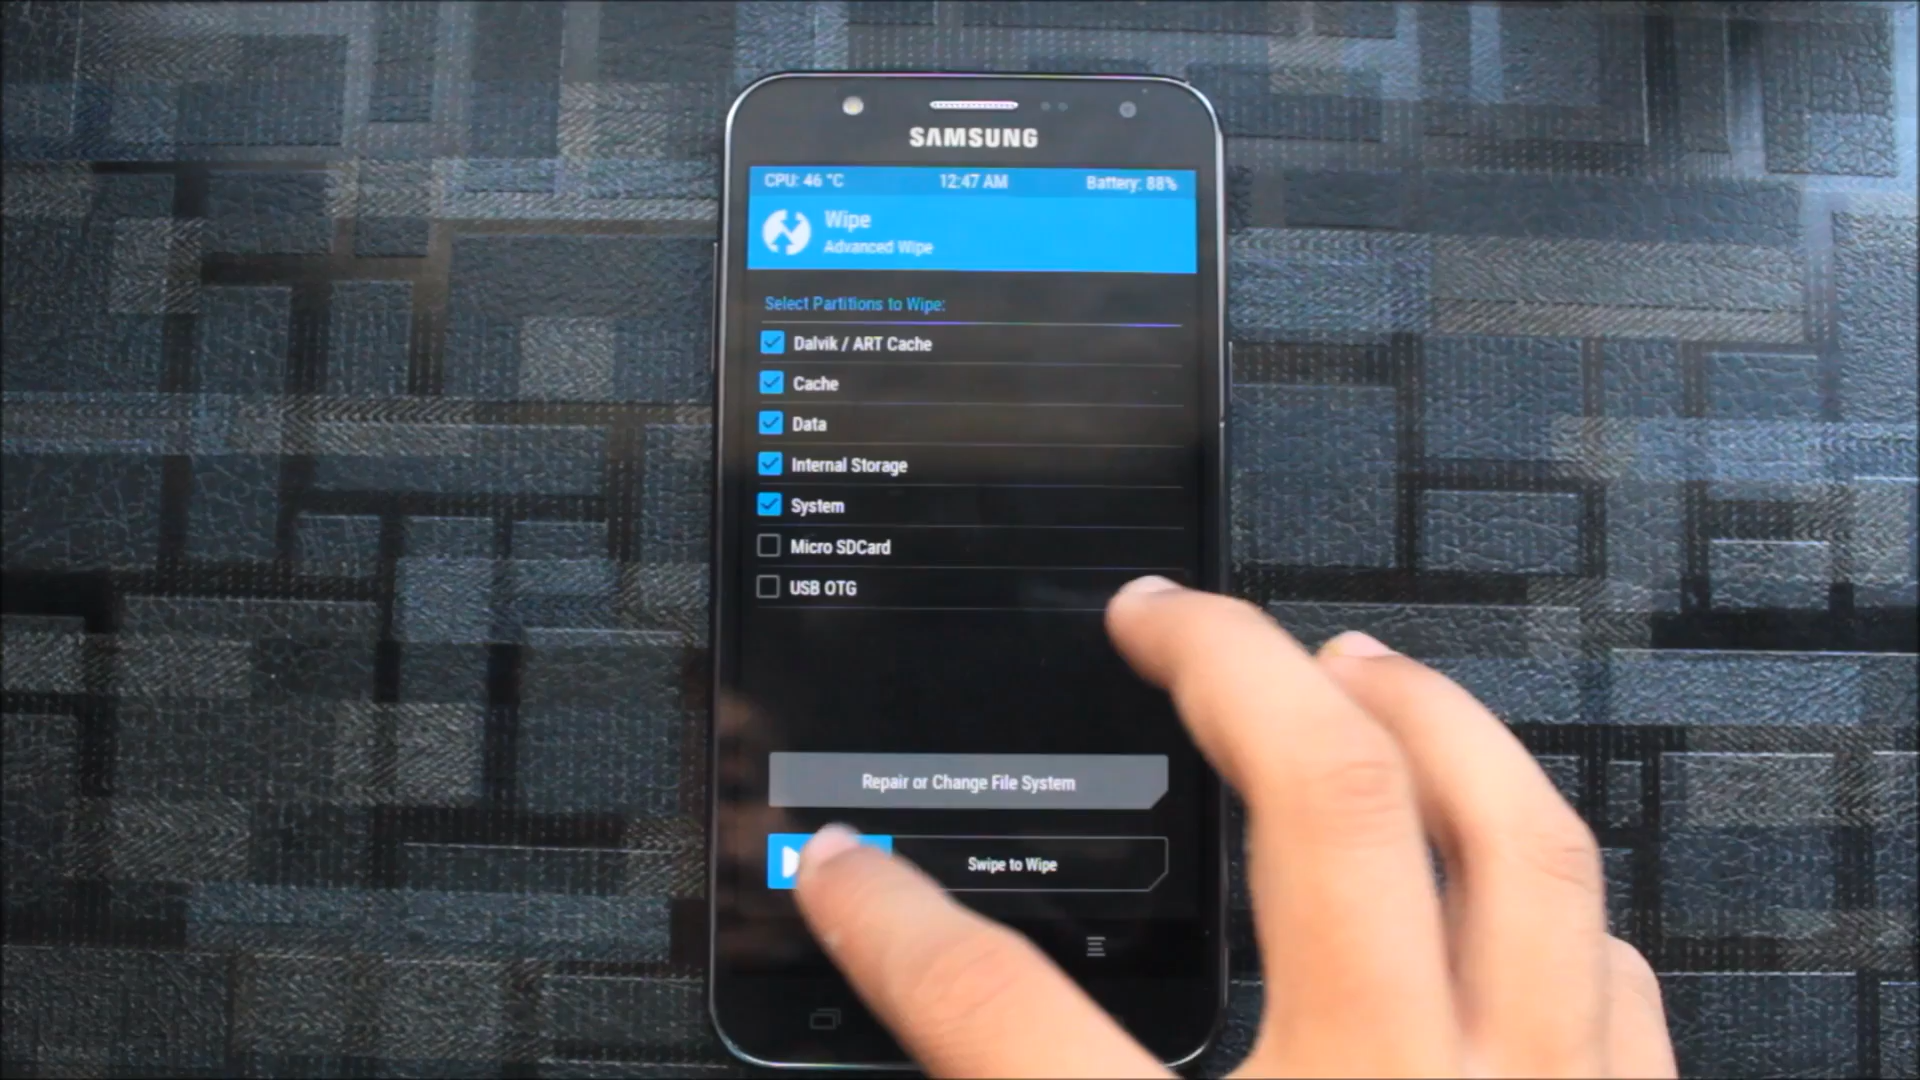 SAMSUNG
CPU: 46 °C 12:47 AM Battery: 88%
Wipe
Advanced Wipe
Select Partitions to Wipe:
Dalvik / ART Cache
Cache
Data
Internal Storage
System
Micro SDCard
USB OTG
Repair or Change File System
Swipe to Wipe